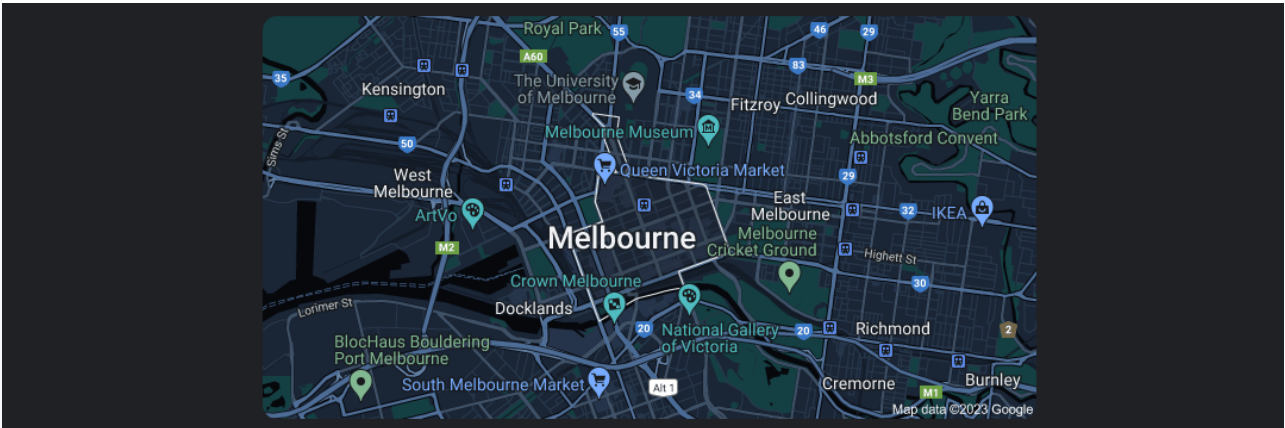 Royal Park
55
46
29
A60
83
35
M3
Kensington
The University
of Melbourne
34
Fitzroy
Collingwood
Yarra
Bend Park
Melbourne Museum
Abbotsford Convent
50
Sims St
West
Melbourne
Queen Victoria Market
29
ArtVo
East
Melbourne
32
IKEA
M2
Melbourne
Melbourne
Cricket Ground
Highett St
Crown Melbourne
30
Lorimer St
Docklands
20
National Gallery
of Victoria
20
Richmond
2
BlocHaus Bouldering
Port Melbourne
South Melbourne Market
Alt 1
Cremorne
Burnley
M1
Map data ©2023 Google